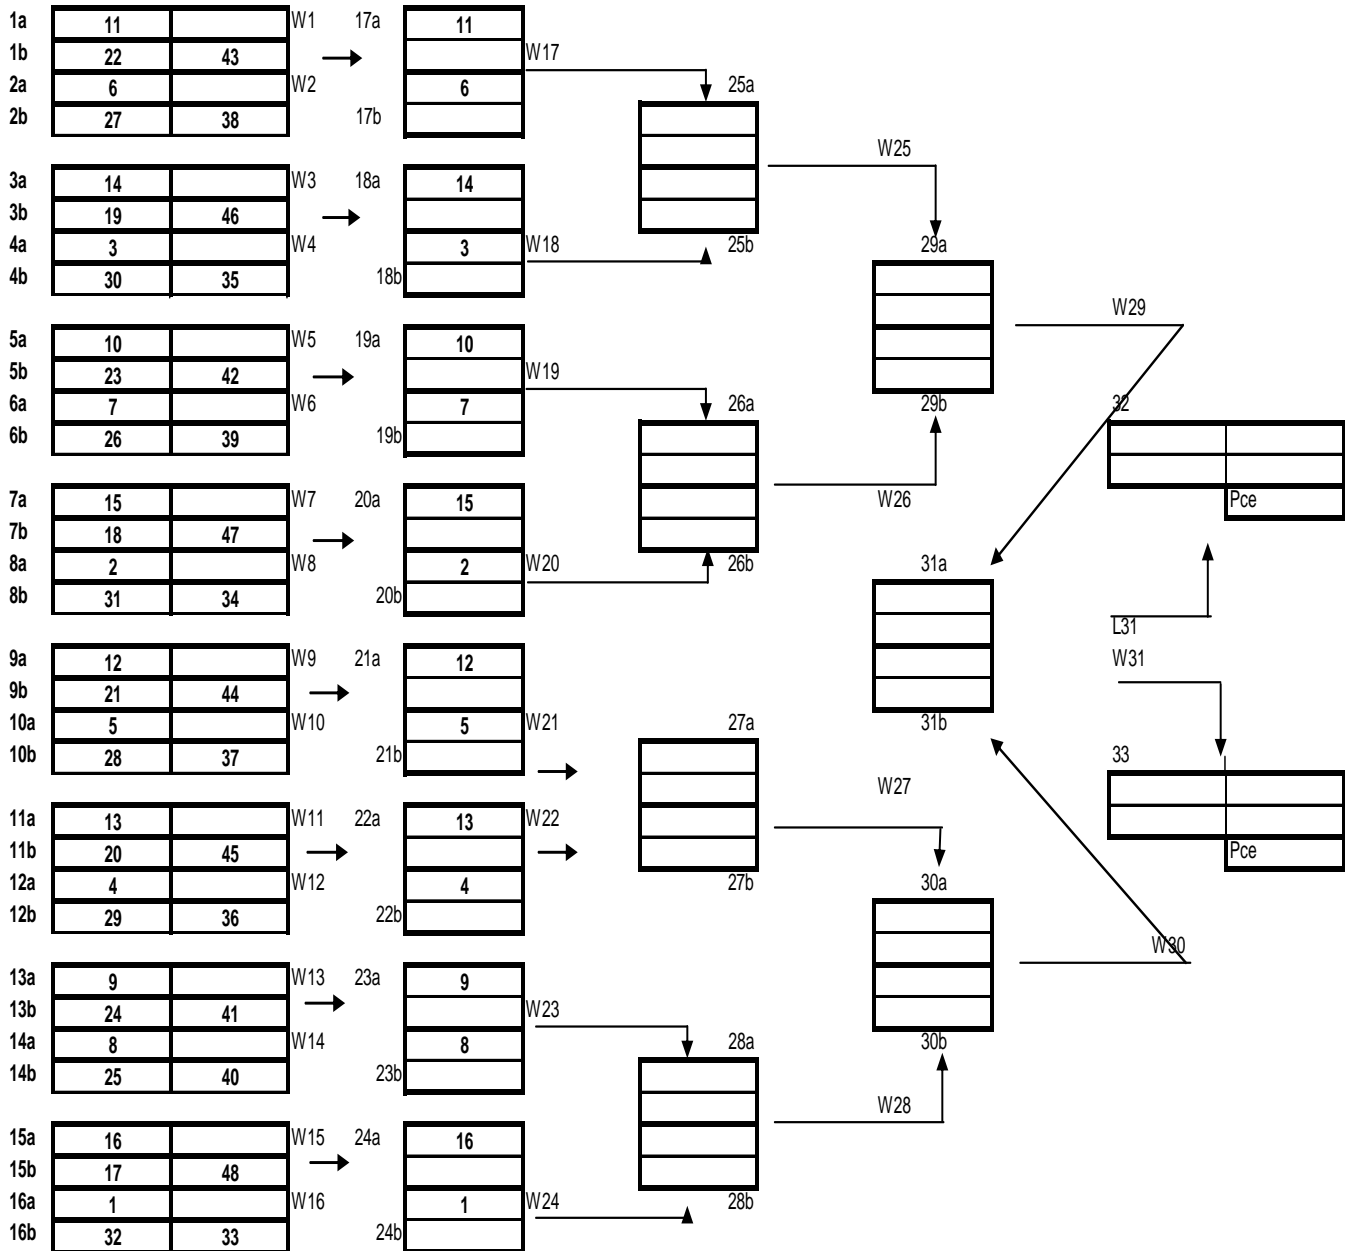 1a 11 W1 17a 11
1b 22 43 W17
2a 6 W2 6 25a
2b 27 38 17b
W25
3a 14 W3 18a 14
3b 19 46
4a 3 W4 3 W18 25b 29a
4b 30 35 18b
W29
5a 10 W5 19a 10
5b 23 42 W19
6a 7 W6 7 26a 29b 32
6b 26 39 19b
7a 15 W7 20a 15 W26 Pce
7b 18 47
8a 2 W8 2 W20 26b 31a
8b 31 34 20b
L31
9a 12 W9 21a 12 W31
9b 21 44
10a 5 W10 5 W21 27a 31b
10b 28 37 21b 33
W27
11a 13 W11 22a 13 W22
11b 20 45 Pce
12a 4 W12 4 27b 30a
12b 29 36 22b
W30
13a 9 W13 23a 9
13b 24 41 W23
14a 8 W14 8 28a 30b
14b 25 40 23b
W28
15a 16 W15 24a 16
15b 17 48
16a 1 W16 1 W24 28b
16b 32 33 24b